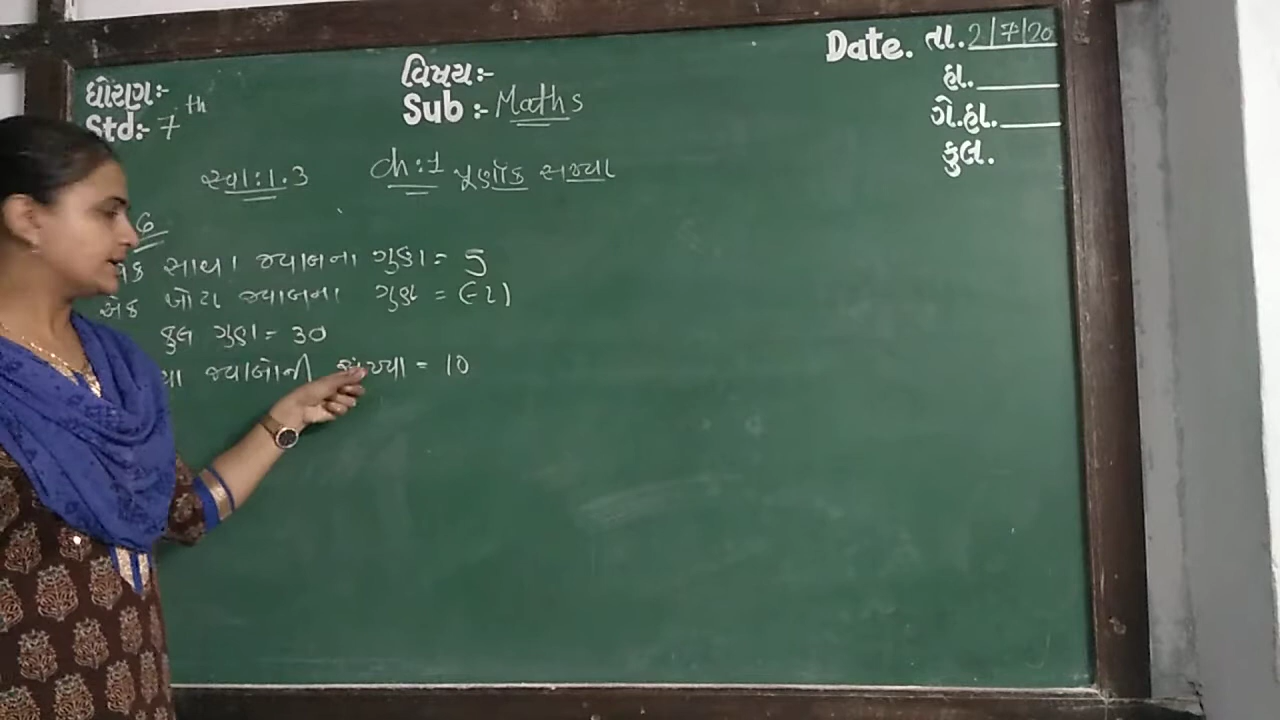 ધોરણ:-
Std:- 7th
વિષય:-
Sub :- Maths
Date. તા. 2/7/20
હા.
ગે.હા.
કુલ.
સ્વા:1.3 ch:1 પૂર્ણાંક સંખ્યા
6
સાચા જવાબના ગુણ = 5
એક ખોટા જવાબના ગુણ = (-2)
કુલ ગુણ = 30
જવાબોની સંખ્યા = 10